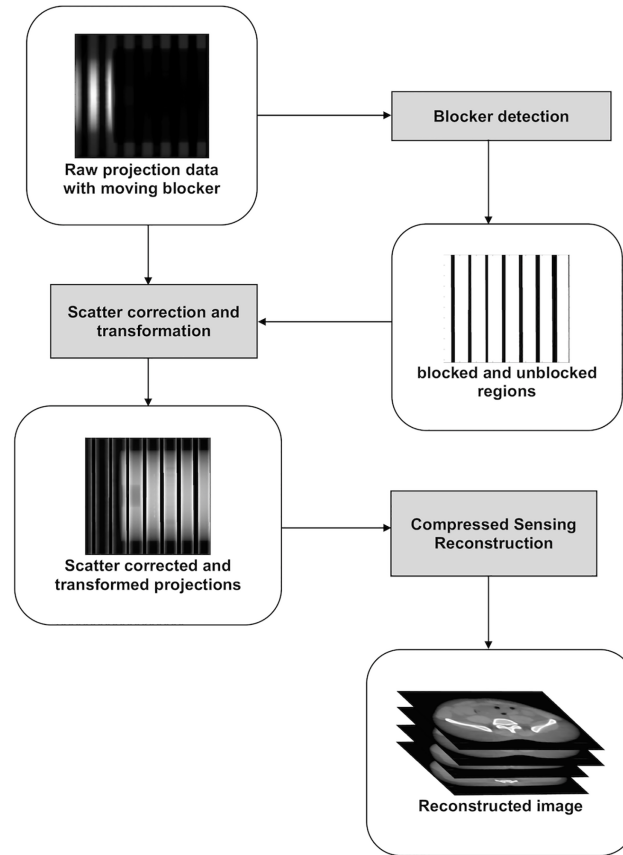 Raw projection data
with moving blocker
Blocker detection
Scatter correction and
transformation
blocked and unblocked
regions
Scatter corrected and
transformed projections
Compressed Sensing
Reconstruction
Reconstructed image